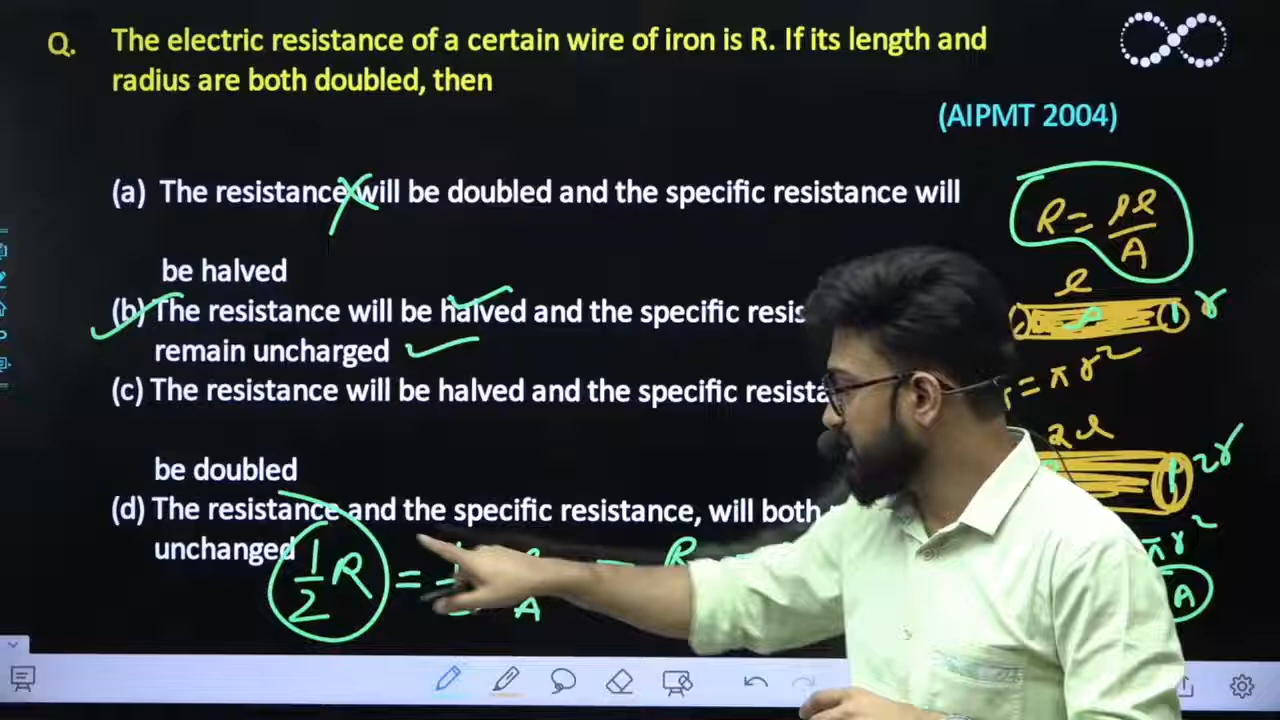 Q. The electric resistance of a certain wire of iron is R. If its length and
radius are both doubled, then
(AIPMT 2004)
(a) The resistance will be doubled and the specific resistance will
be halved
(b) The resistance will be halved and the specific
remain uncharged
(c) The resistance will be halved and the specific
be doubled
(d) The resistance and the specific resistance, will both
unchanged
R = ρl/A
l
r
= πr²
2l
2r
πr²
A
1/2 R =
A
R